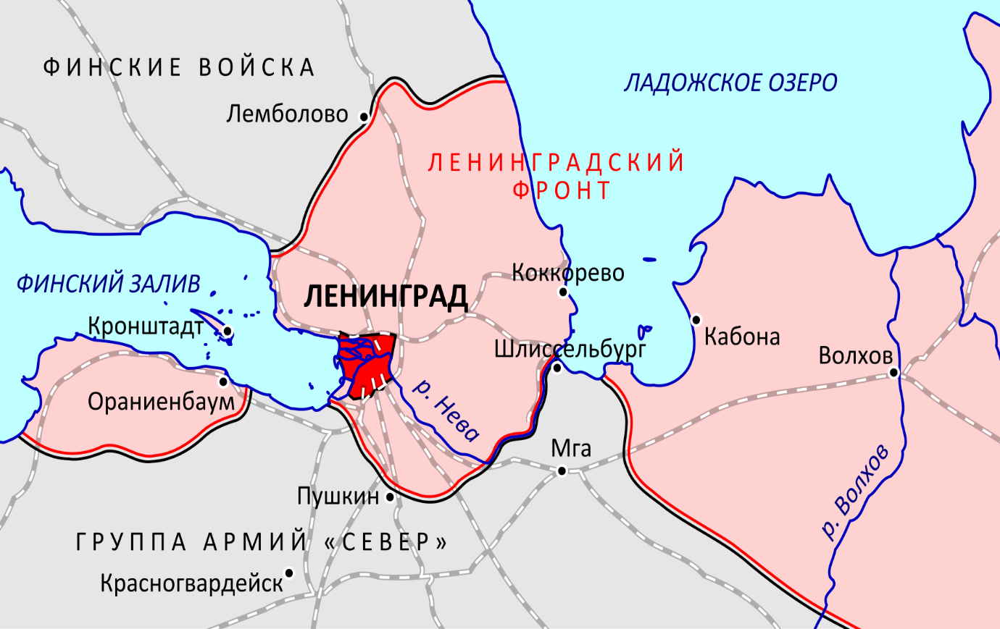 ФИНСКИЕ ВОЙСКА
ЛАДОЖСКОЕ ОЗЕРО
Лемболово
ЛЕНИНГРАДСКИЙ
ФРОНТ
Коккорево
ФИНСКИЙ ЗАЛИВ
ЛЕНИНГРАД
Кронштадт
Кабона
Шлиссельбург
Волхов
Ораниенбаум
р. Нева
Мга
р. Волхов
Пушкин
ГРУППА АРМИЙ «СЕВЕР»
Красногвардейск